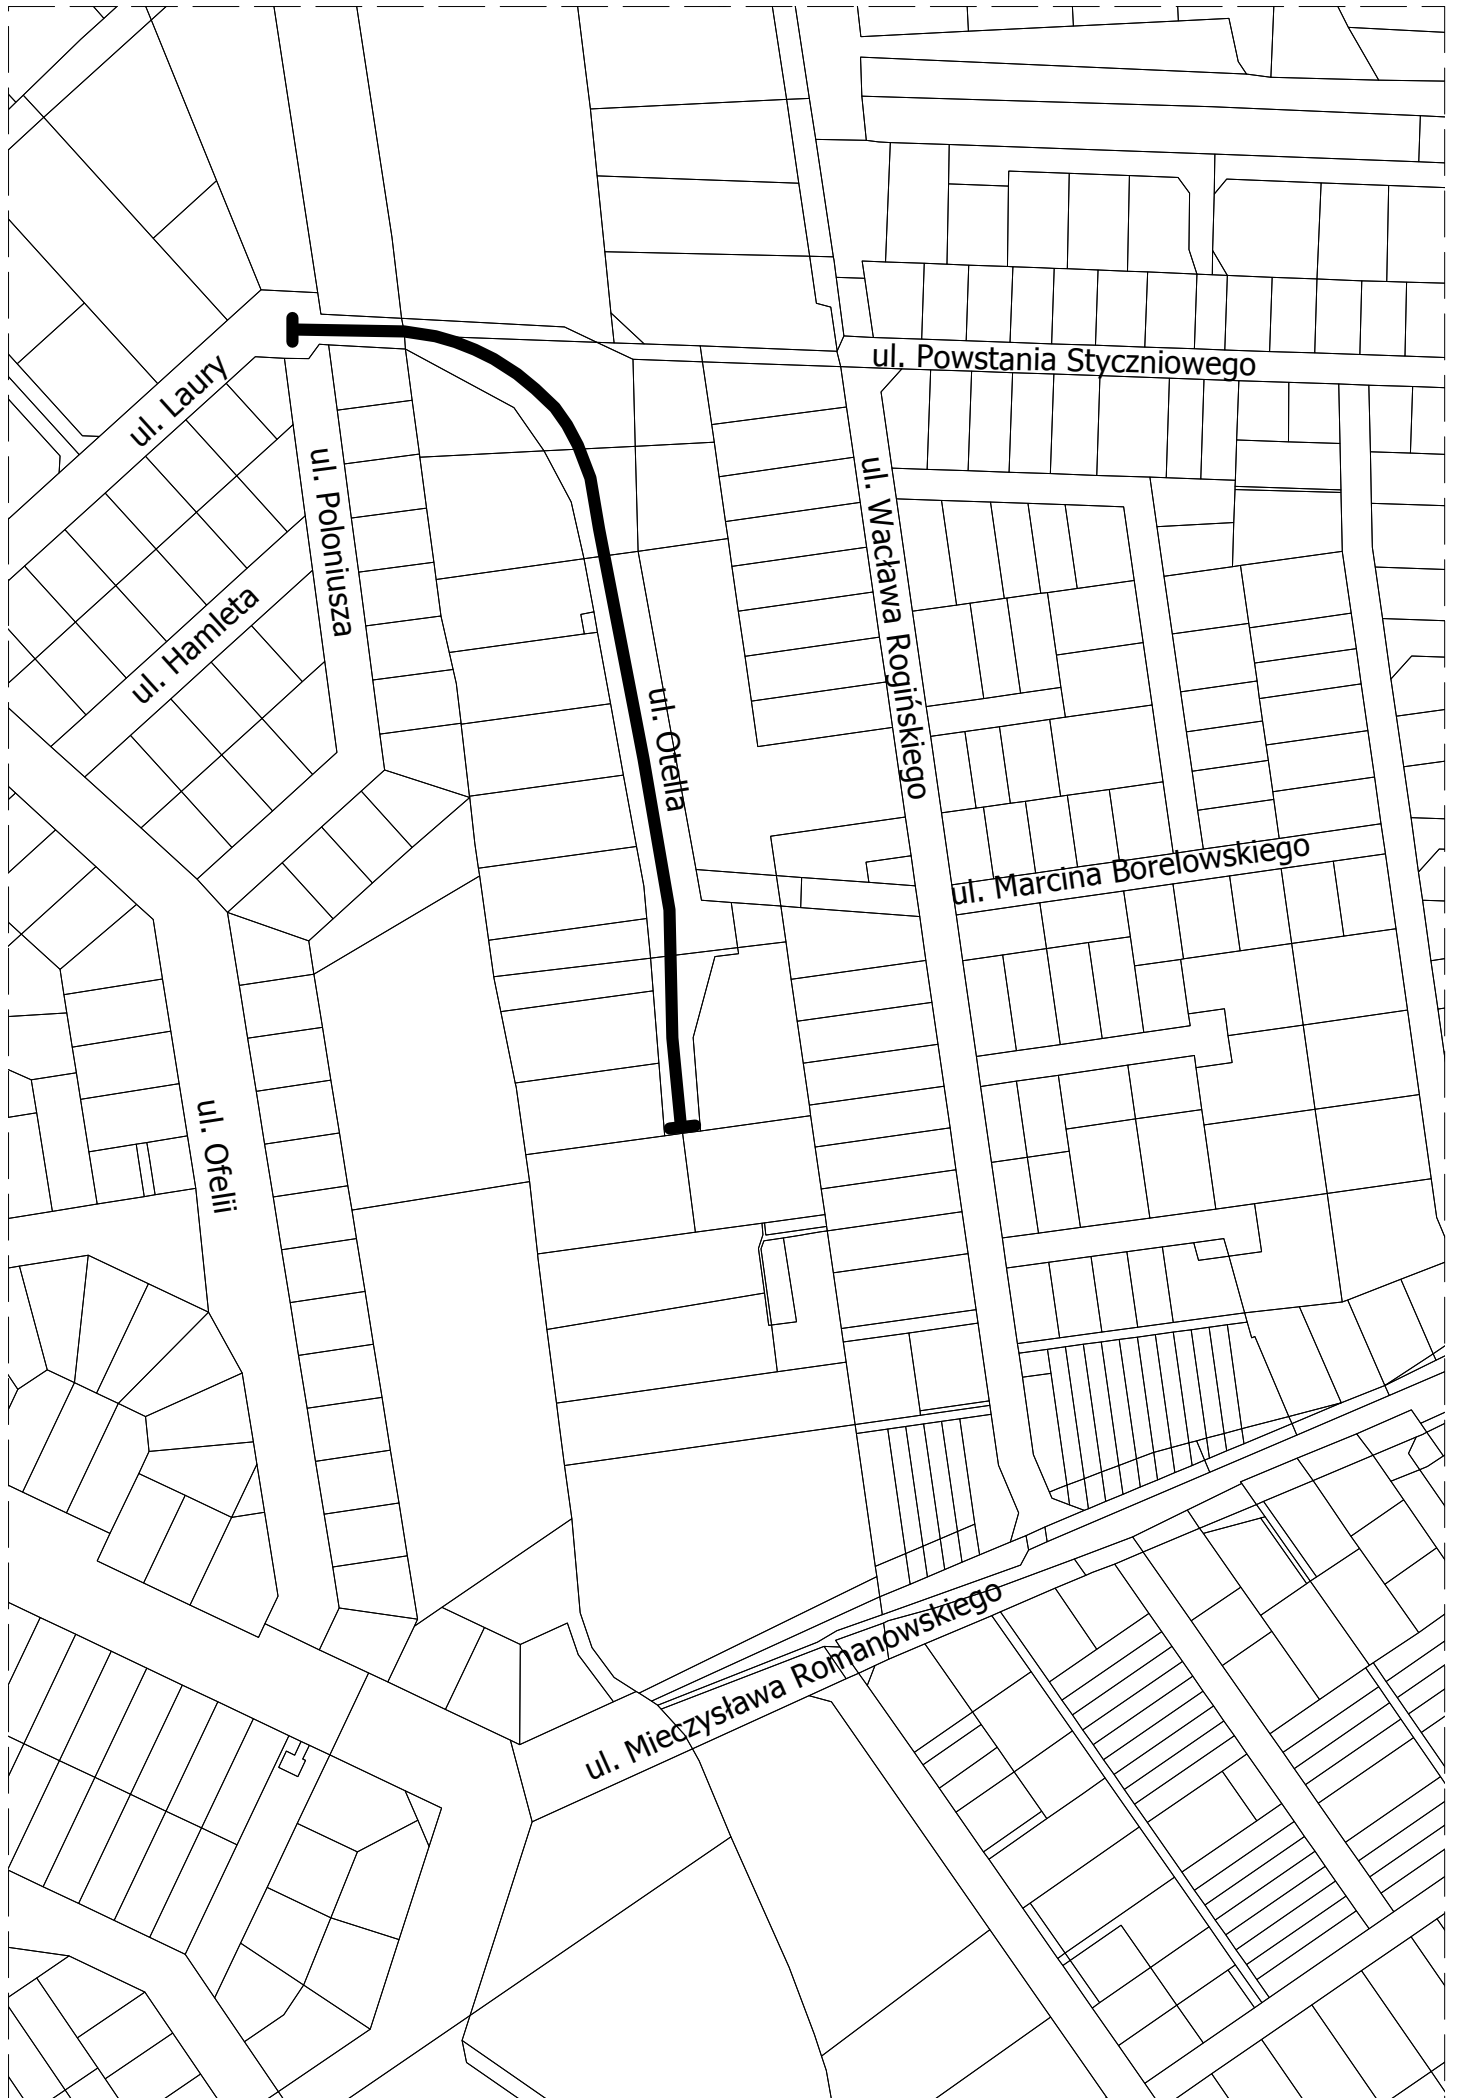 ul. Powstania Styczniowego
ul. Laury
ul. Poloniusza
ul. Wacława Rogińskiego
ul. Hamleta
ul. Otella
ul. Marcina Borelowskiego
ul. Ofelii
ul. Mieczysława Romanowskiego